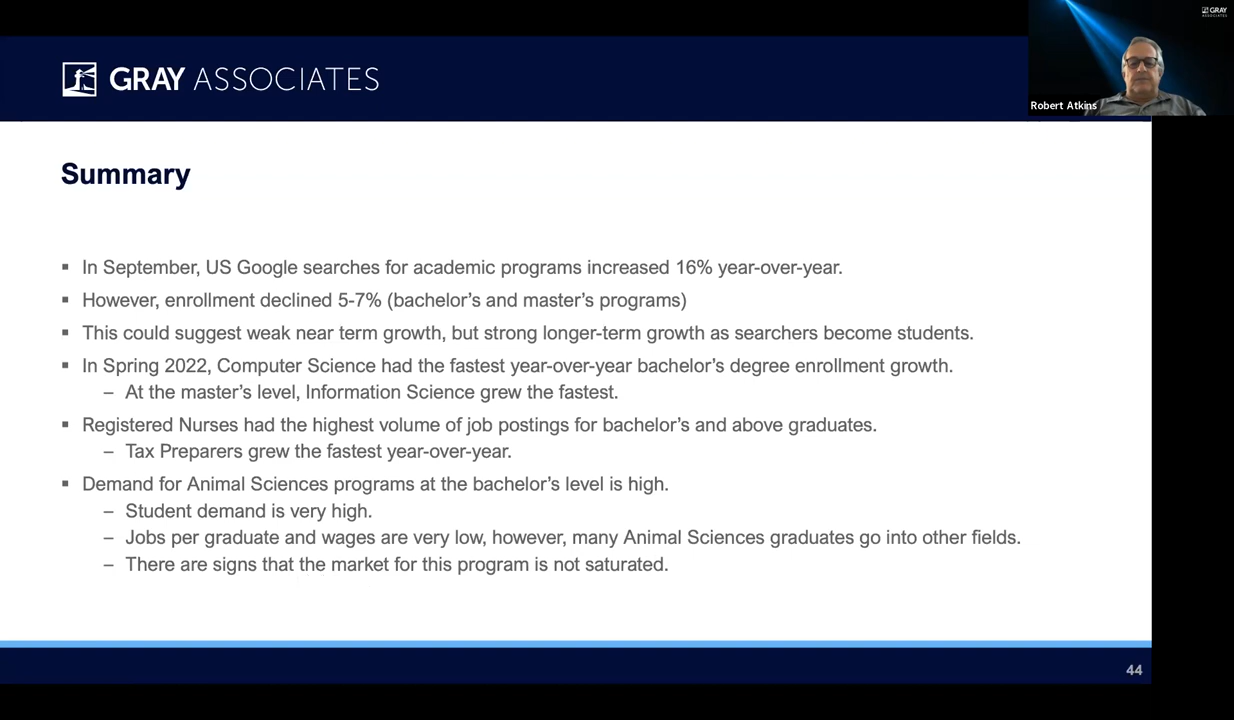 GRAY ASSOCIATES
GRAY
ASSOCIATES
Robert Atkins
Summary
▪ In September, US Google searches for academic programs increased 16% year-over-year.
▪ However, enrollment declined 5-7% (bachelor’s and master’s programs)
▪ This could suggest weak near term growth, but strong longer-term growth as searchers become students.
▪ In Spring 2022, Computer Science had the fastest year-over-year bachelor’s degree enrollment growth.
– At the master’s level, Information Science grew the fastest.
▪ Registered Nurses had the highest volume of job postings for bachelor’s and above graduates.
– Tax Preparers grew the fastest year-over-year.
▪ Demand for Animal Sciences programs at the bachelor’s level is high.
– Student demand is very high.
– Jobs per graduate and wages are very low, however, many Animal Sciences graduates go into other fields.
– There are signs that the market for this program is not saturated.
44